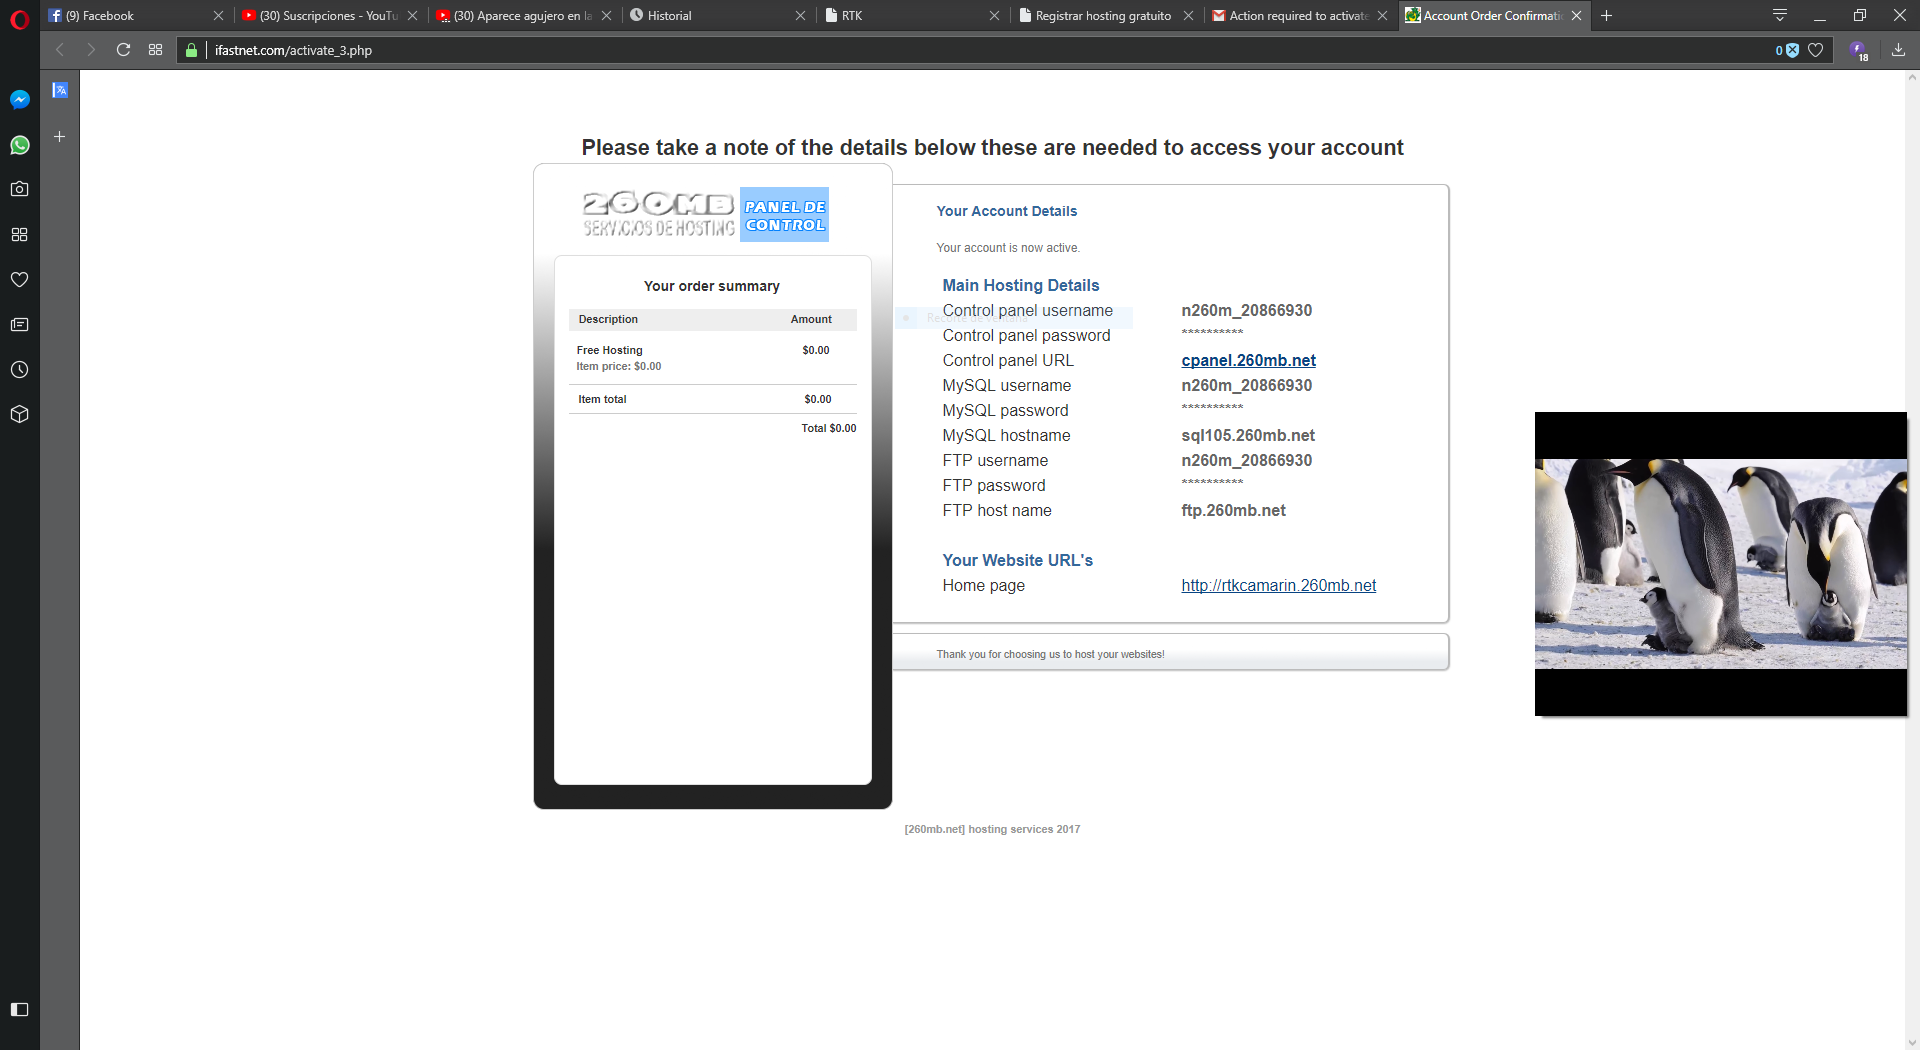 (9) Facebook
(30) Suscripciones - YouTu
(30) Aparece agujero en la
Historial
RTK
Registrar hosting gratuito
Action required to activate
Account Order Confirmati
ifastnet.com/activate_3.php
0
18
Please take a note of the details below these are needed to access your account
260MB
SERVICIOS DE HOSTING
PANEL DE
CONTROL
Your order summary
Description Amount
Free Hosting $0.00
Item price: $0.00
Item total $0.00
Total $0.00
Your Account Details
Your account is now active.
Main Hosting Details
Control panel username n260m_20866930
Control panel password **********
Control panel URL cpanel.260mb.net
MySQL username n260m_20866930
MySQL password **********
MySQL hostname sql105.260mb.net
FTP username n260m_20866930
FTP password **********
FTP host name ftp.260mb.net
Your Website URL's
Home page http://rtkcamarin.260mb.net
Thank you for choosing us to host your websites!
[260mb.net] hosting services 2017